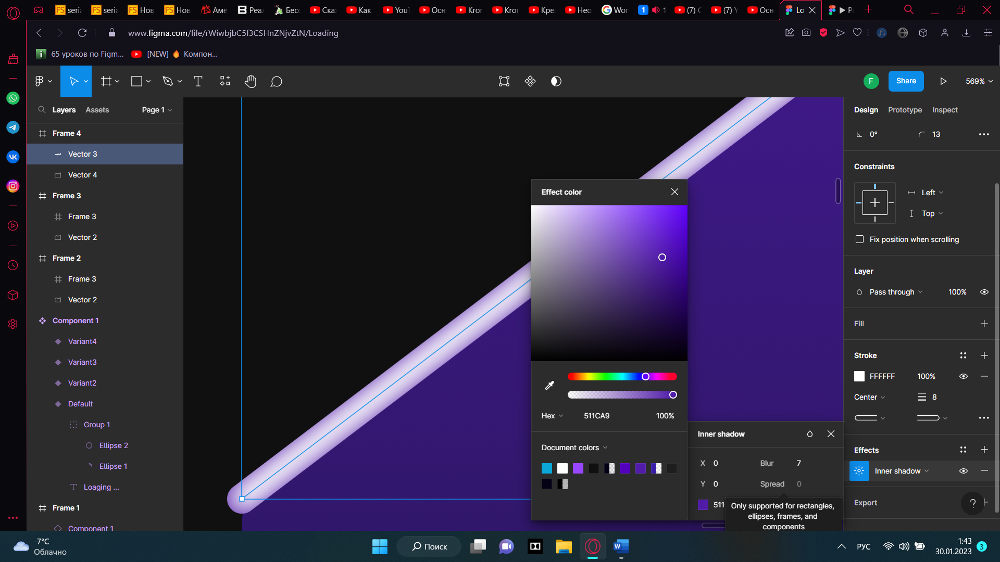 seria
seria
Нов
Нов
Аме
Реа
Бесс
Ска
Как
YouT
Осн
Kror
Kror
Кре
Нео
Wor
1
1
(7) С
(7) Y
Осн
Lo
www.figma.com/file/rWiwbjbC5f3CSHnZNjvZtN/Loading
65 уроков по Figm...
[NEW] 🔥 Компон...
F
Share
569%
Layers
Assets
Page 1
Frame 4
Vector 3
Vector 4
Frame 3
Frame 3
Vector 2
Frame 2
Frame 3
Vector 2
Component 1
Variant4
Variant3
Variant2
Default
Group 1
Ellipse 2
Ellipse 1
Loaging ...
Frame 1
Component 1
Effect color
Hex
511CA9
100%
Document colors
Inner shadow
X 0
Blur 7
Y 0
Spread 0
511
Only supported for rectangles,
ellipses, frames, and
components
Design
Prototype
Inspect
0°
13
Constraints
Left
Top
Fix position when scrolling
Layer
Pass through
100%
Fill
Stroke
FFFFFF
100%
Center
8
Effects
Inner shadow
Export
?
-7°C
Облачно
Поиск
РУС
1:43
30.01.2023
3